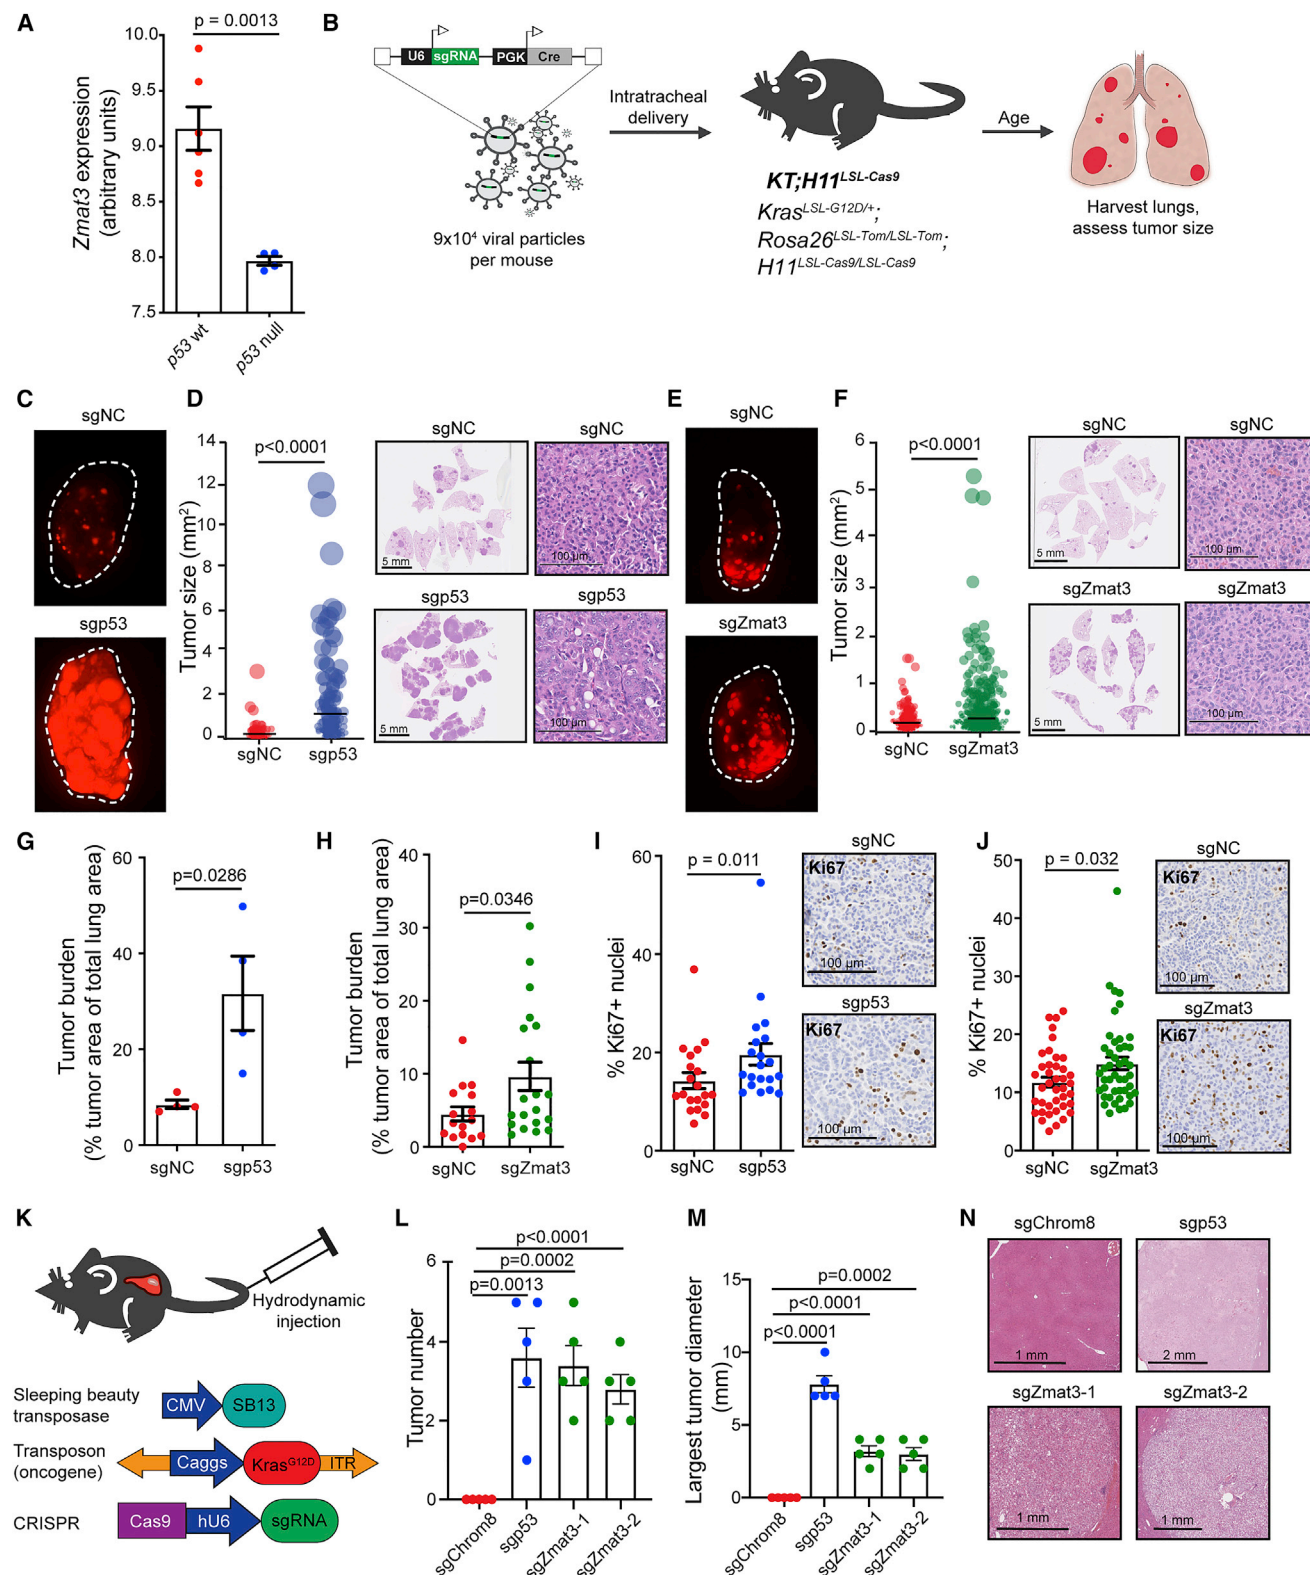 A
p = 0.0013
10.0
9.5
9.0
8.5
8.0
7.5
Zmat3 expression
(arbitrary units)
p53 wt
p53 null
B
U6
sgRNA
PGK
Cre
9x10⁴ viral particles
per mouse
Intratracheal
delivery
KT;H11^LSL-Cas9
Kras^LSL-G12D/+;
Rosa26^LSL-Tom/LSL-Tom;
H11^LSL-Cas9/LSL-Cas9
Age
Harvest lungs,
assess tumor size
C
sgNC
sgp53
D
p<0.0001
14
12
10
8
6
4
2
0
Tumor size (mm²)
sgNC
sgp53
sgNC
5 mm
sgNC
100 µm
sgp53
5 mm
sgp53
100 µm
E
sgNC
sgZmat3
F
p<0.0001
6
5
4
3
2
1
0
Tumor size (mm²)
sgNC
sgZmat3
sgNC
5 mm
sgNC
100 µm
sgZmat3
5 mm
sgZmat3
100 µm
G
p=0.0286
60
40
20
0
Tumor burden
(% tumor area of total lung area)
sgNC
sgp53
H
p=0.0346
40
30
20
10
0
Tumor burden
(% tumor area of total lung area)
sgNC
sgZmat3
I
p = 0.011
60
40
20
0
% Ki67+ nuclei
sgNC
sgp53
sgNC
Ki67
100 µm
sgp53
Ki67
100 µm
J
p = 0.032
50
40
30
20
10
0
% Ki67+ nuclei
sgNC
sgZmat3
sgNC
Ki67
100 µm
sgZmat3
Ki67
100 µm
K
Hydrodynamic
injection
Sleeping beauty
transposase
CMV
SB13
Transposon
(oncogene)
Caggs
Kras^G12D
ITR
CRISPR
Cas9
hU6
sgRNA
L
p<0.0001
p=0.0002
p=0.0013
6
4
2
0
Tumor number
sgChrom8
sgp53
sgZmat3-1
sgZmat3-2
M
p=0.0002
p<0.0001
p<0.0001
15
10
5
0
Largest tumor diameter
(mm)
sgChrom8
sgp53
sgZmat3-1
sgZmat3-2
N
sgChrom8
1 mm
sgp53
2 mm
sgZmat3-1
1 mm
sgZmat3-2
1 mm